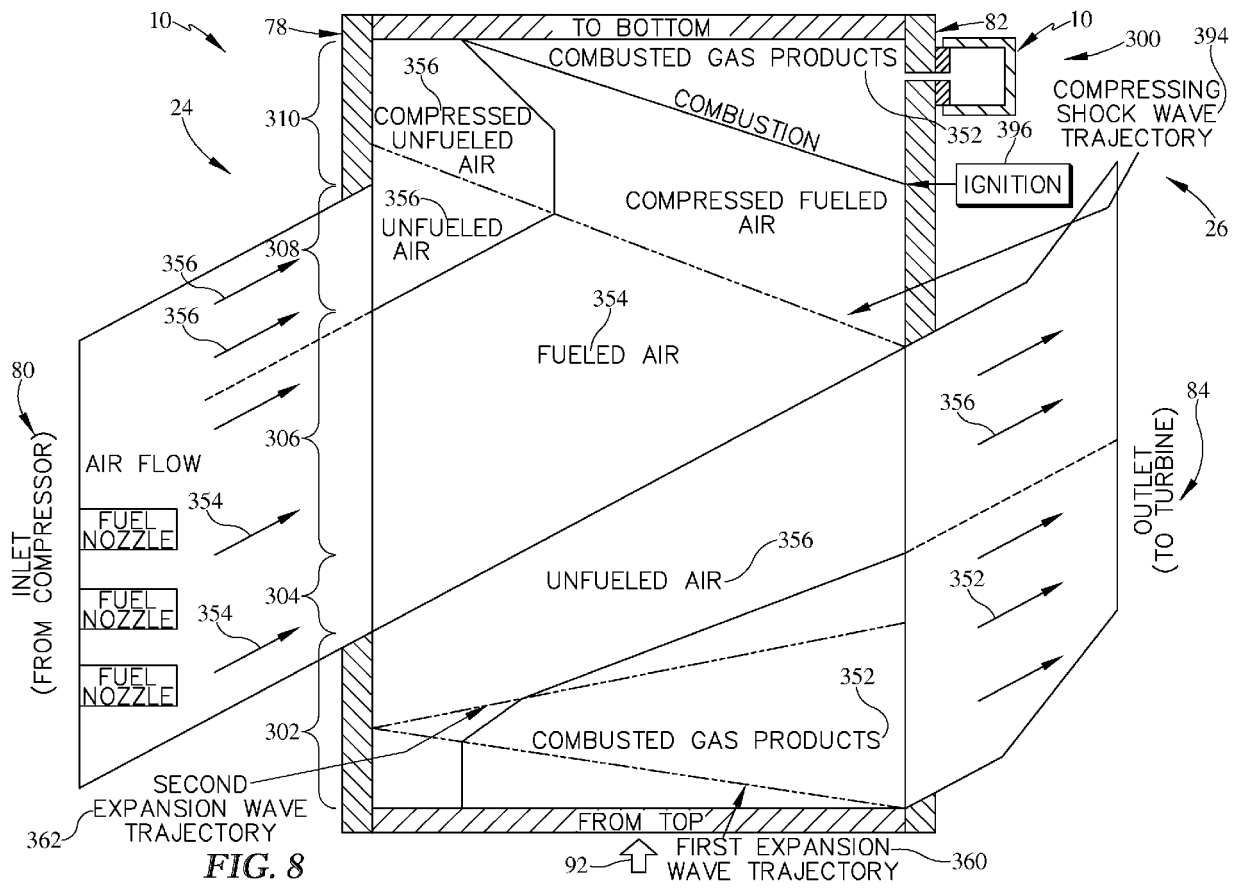 10
78
TO BOTTOM
82
10
300
394
COMPRESSING
SHOCK WAVE
TRAJECTORY
24
310
356
COMPRESSED
UNFUELED
AIR
COMBUSTED GAS PRODUCTS
352
COMBUSTION
396
IGNITION
26
308
356
UNFUELED
AIR
COMPRESSED FUELED
AIR
356
356
354
FUELED AIR
80
INLET
(FROM COMPRESSOR)
306
AIR FLOW
356
84
OUTLET
(TO TURBINE)
FUEL
NOZZLE
354
FUEL
NOZZLE
354
304
UNFUELED AIR
356
352
FUEL
NOZZLE
302
352
COMBUSTED GAS PRODUCTS
SECOND
EXPANSION WAVE
TRAJECTORY
362
FROM TOP
92
FIRST EXPANSION
WAVE TRAJECTORY
360
FIG. 8